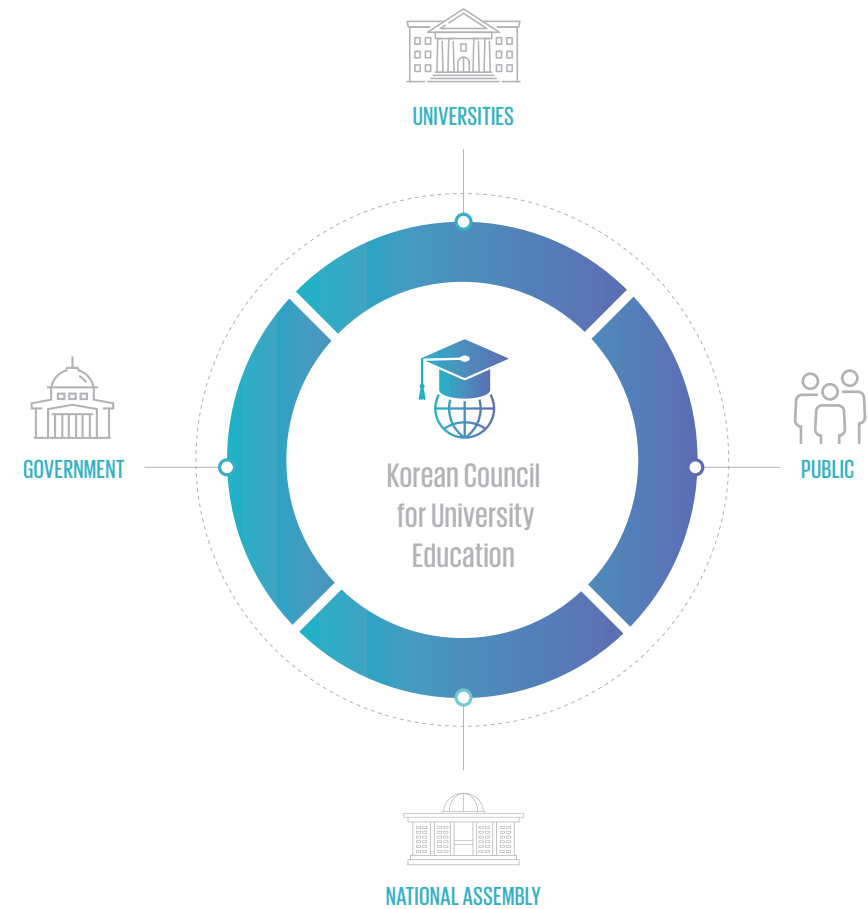 UNIVERSITIES
GOVERNMENT
Korean Council
for University
Education
PUBLIC
NATIONAL ASSEMBLY